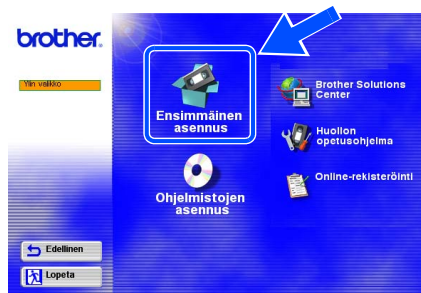 brother
Ylin valikko
Ensimmäinen
asennus
Ohjelmistojen
asennus
Brother Solutions
Center
Huollon
opetusohjelma
Online-rekisteröinti
Edellinen
Lopeta